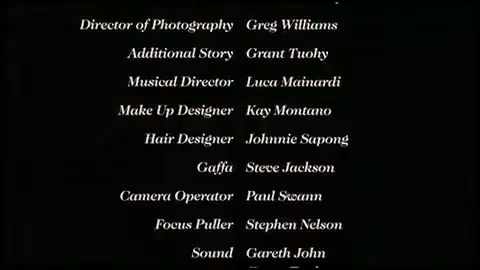 Director of Photography Greg Williams
Additional Story Grant Tuohy
Musical Director Luca Mainardi
Make Up Designer Kay Montano
Hair Designer Johnnie Sapong
Gaffa Steve Jackson
Camera Operator Paul Swann
Focus Puller Stephen Nelson
Sound Gareth John